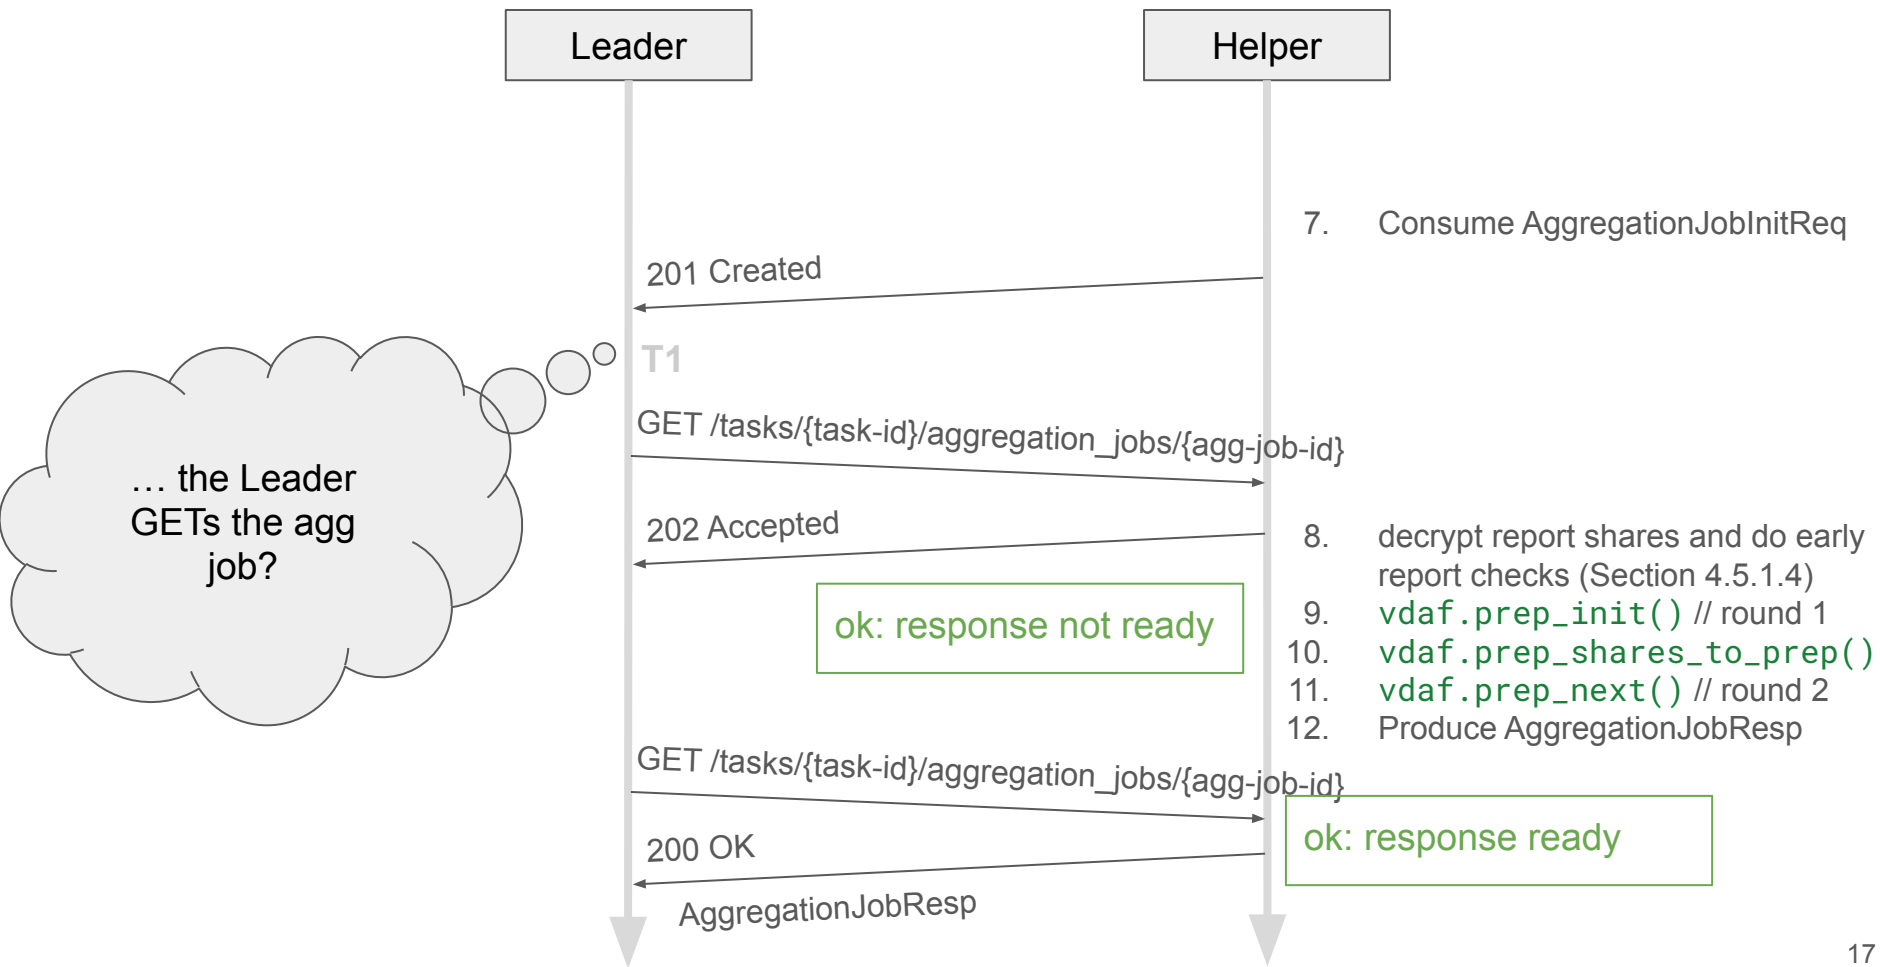 Leader
Helper
7. Consume AggregationJobInitReq
201 Created
T1
GET /tasks/{task-id}/aggregation_jobs/{agg-job-id}
… the Leader
GETs the agg
job?
202 Accepted
8. decrypt report shares and do early
report checks (Section 4.5.1.4)
ok: response not ready
9. vdaf.prep_init() // round 1
10. vdaf.prep_shares_to_prep()
11. vdaf.prep_next() // round 2
12. Produce AggregationJobResp
GET /tasks/{task-id}/aggregation_jobs/{agg-job-id}
ok: response ready
200 OK
AggregationJobResp
17